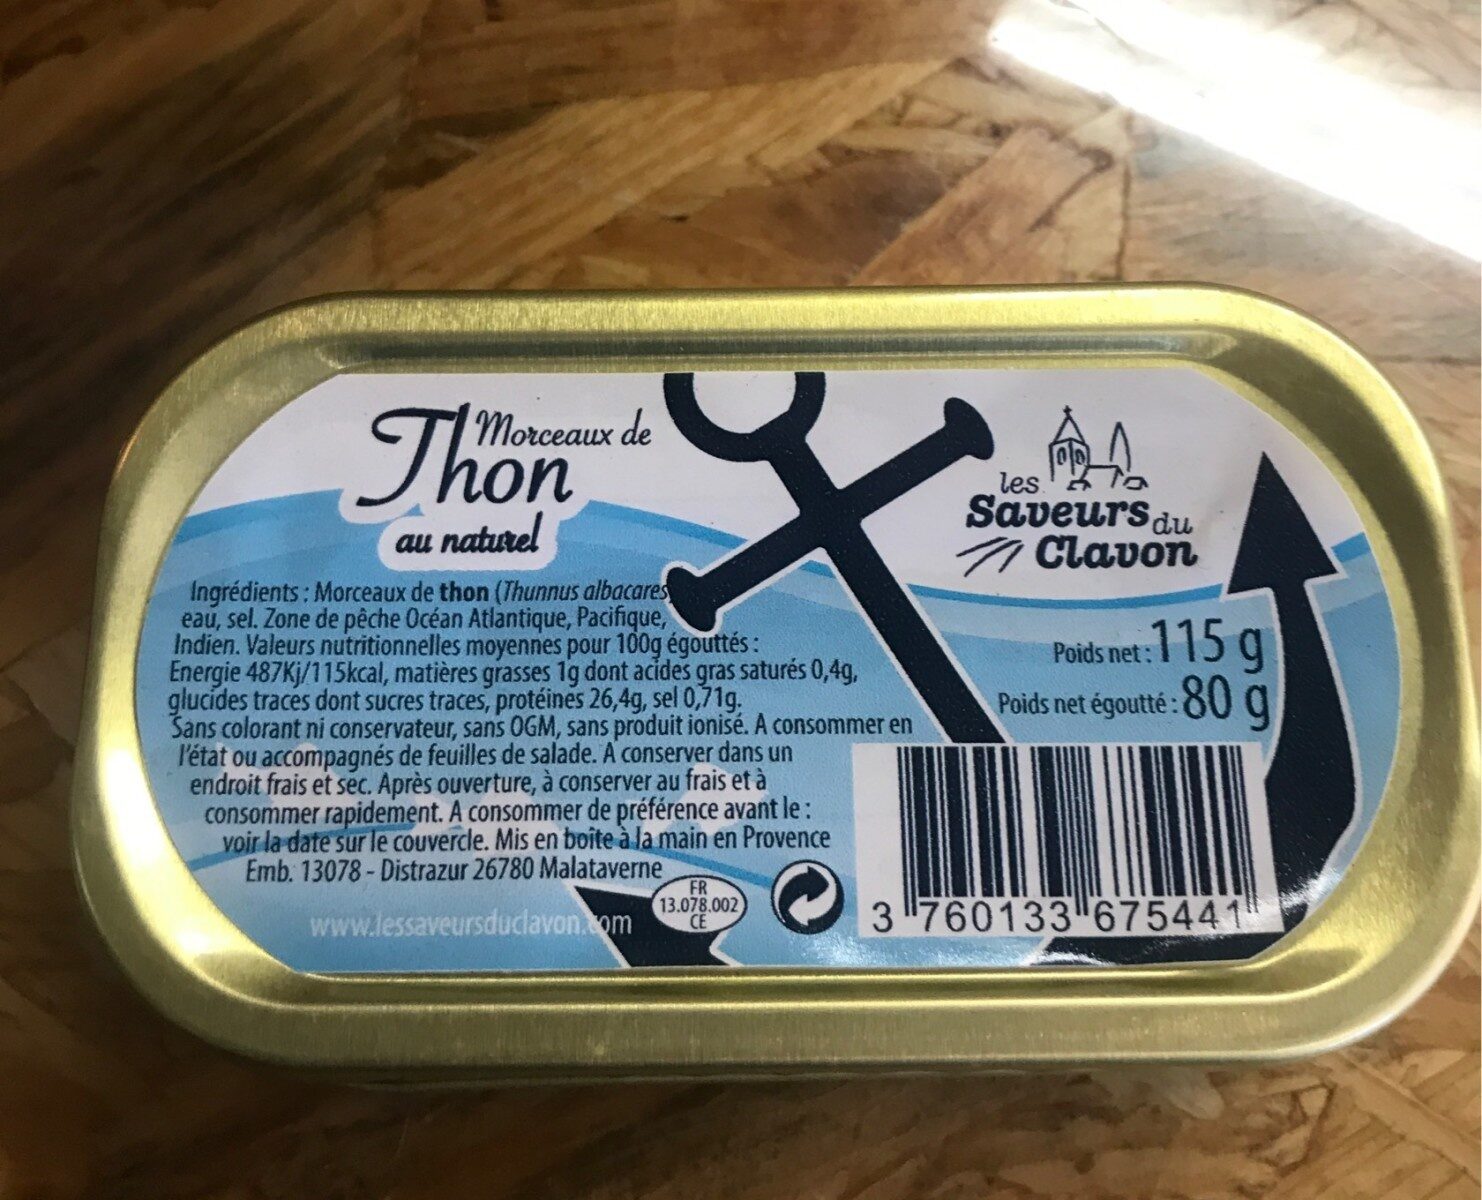 Morceaux de
Thon
au naturel
Ingrédients : Morceaux de thon (Thunnus albacares
eau, sel. Zone de pêche Océan Atlantique, Pacifique,
Indien. Valeurs nutritionnelles moyennes pour 100g égouttés :
Energie 487Kj/115kcal, matières grasses 1g dont acides gras saturés 0,4g,
glucides traces dont sucres traces, protéines 26,4g, sel 0,71g.
Sans colorant ni conservateur, sans OGM, sans produit ionisé. A consommer en
l'état ou accompagnés de feuilles de salade. A conserver dans un
endroit frais et sec. Après ouverture, à conserver au frais et à
consommer rapidement. A consommer de préférence avant le :
voir la date sur le couvercle. Mis en boite à la main en Provence
Emb. 13078 - Distrazur 26780 Malataverne
www.lessaveursduclavon.com
FR
13.078.002
CE
les
Saveurs du
Clavon
Poids net : 115 g
Poids net égoutté : 80 g
3 760133 675441